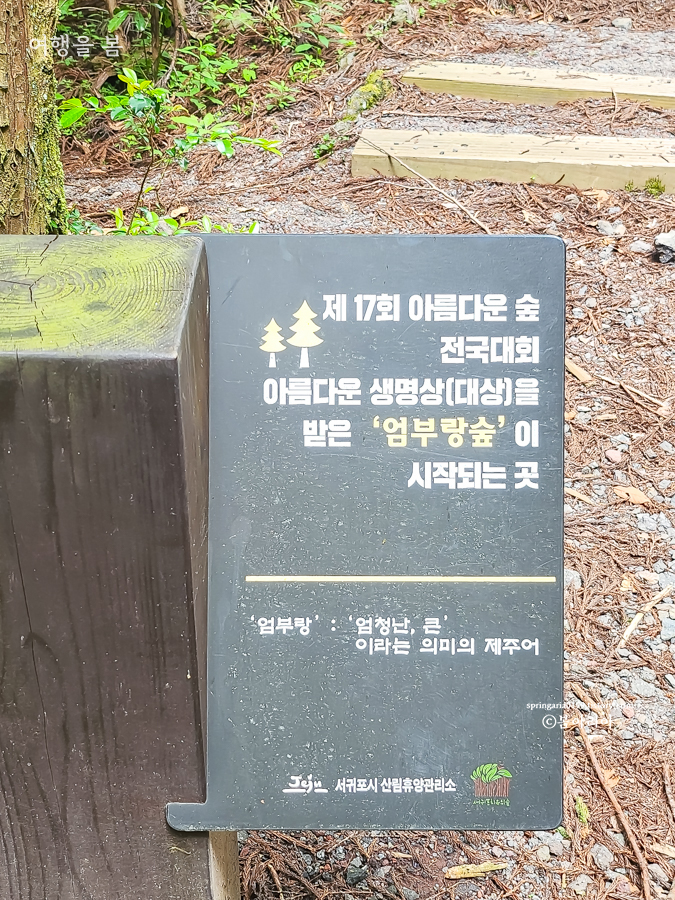 여행을 봄
제 17회 아름다운 숲
전국대회
아름다운 생명상(대상)을
받은 ‘엄부랑숲’이
시작되는 곳
‘엄부랑’ : ‘엄청난, 큰’
이라는 의미의 제주어
Jeju 서귀포시 산림휴양관리소